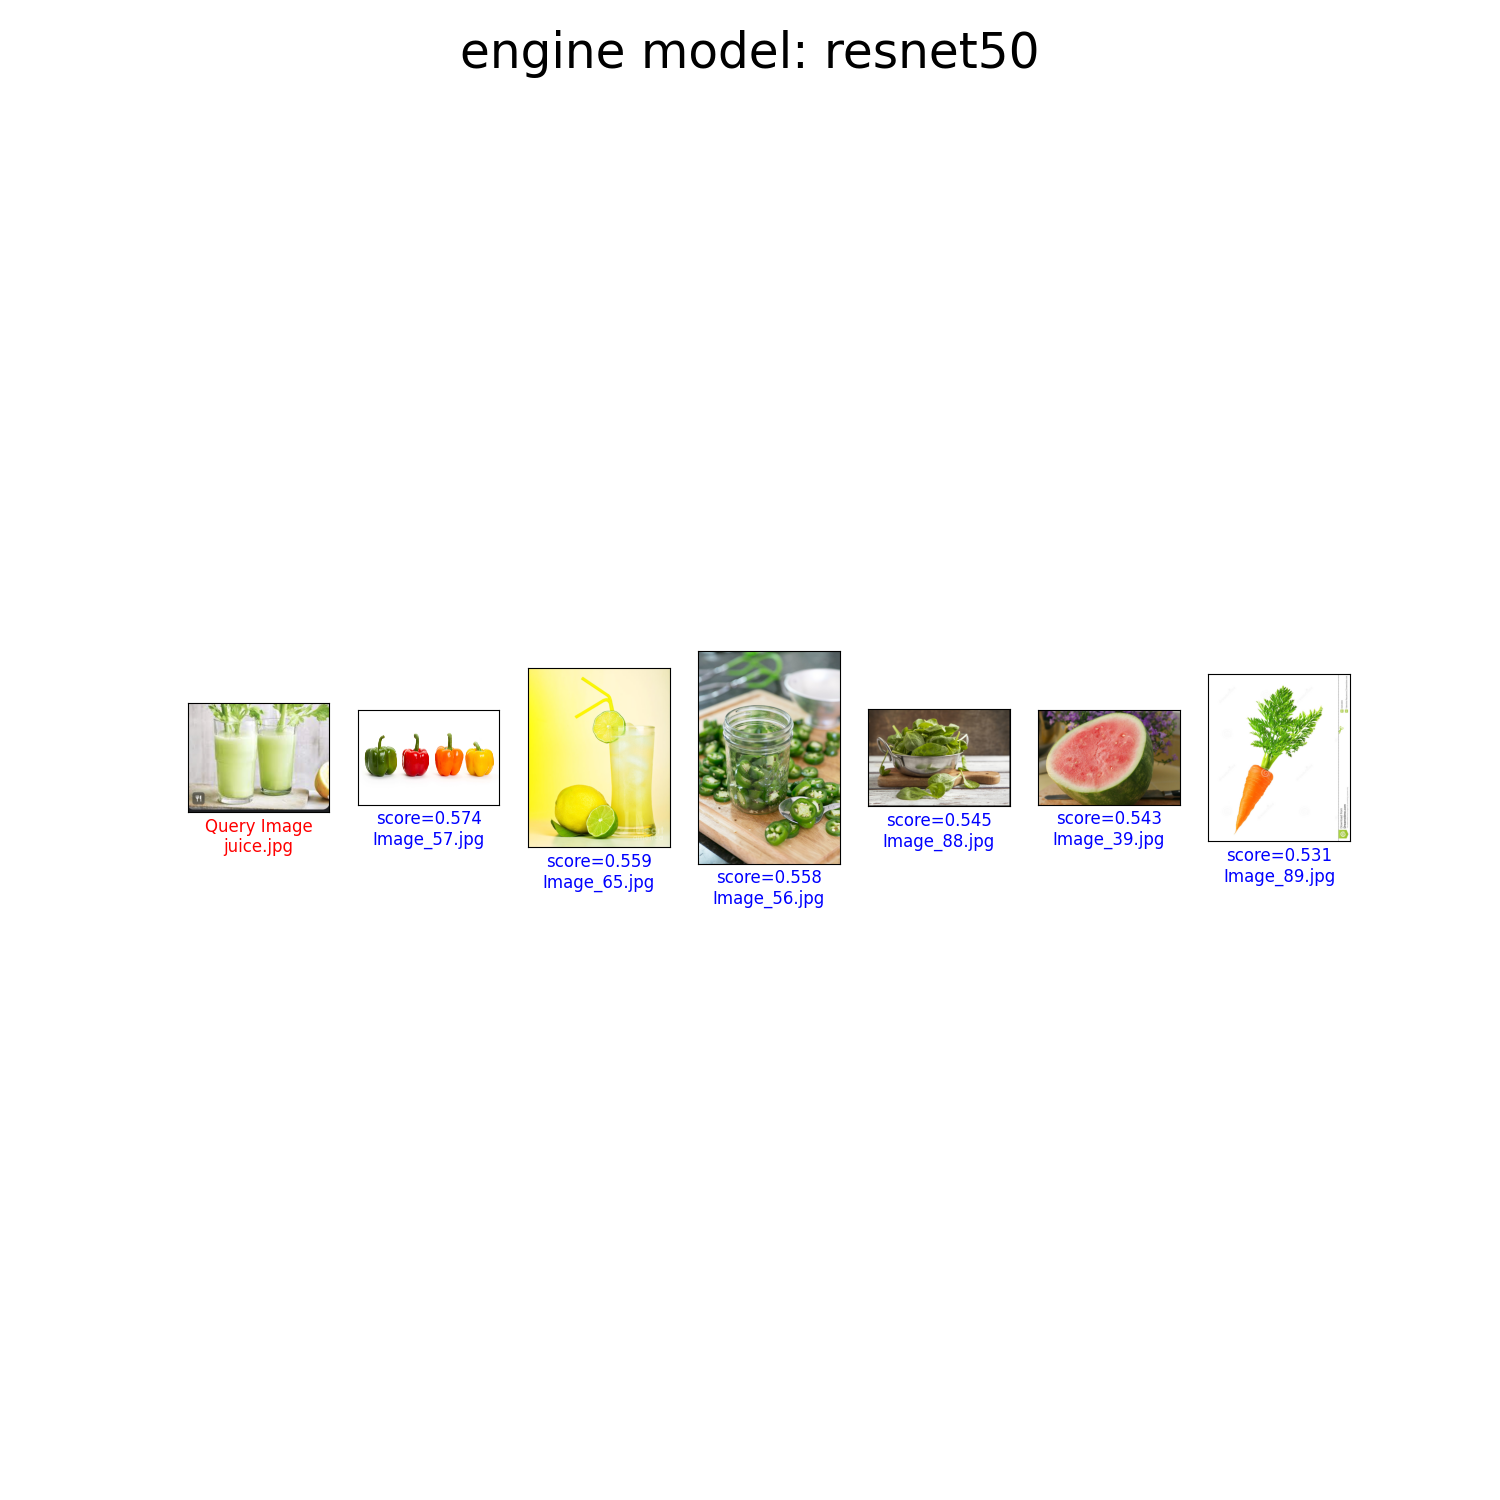 engine model: resnet50
Query Image
juice.jpg
score=0.574
Image_57.jpg
score=0.559
Image_65.jpg
score=0.558
Image_56.jpg
score=0.545
Image_88.jpg
score=0.543
Image_39.jpg
score=0.531
Image_89.jpg